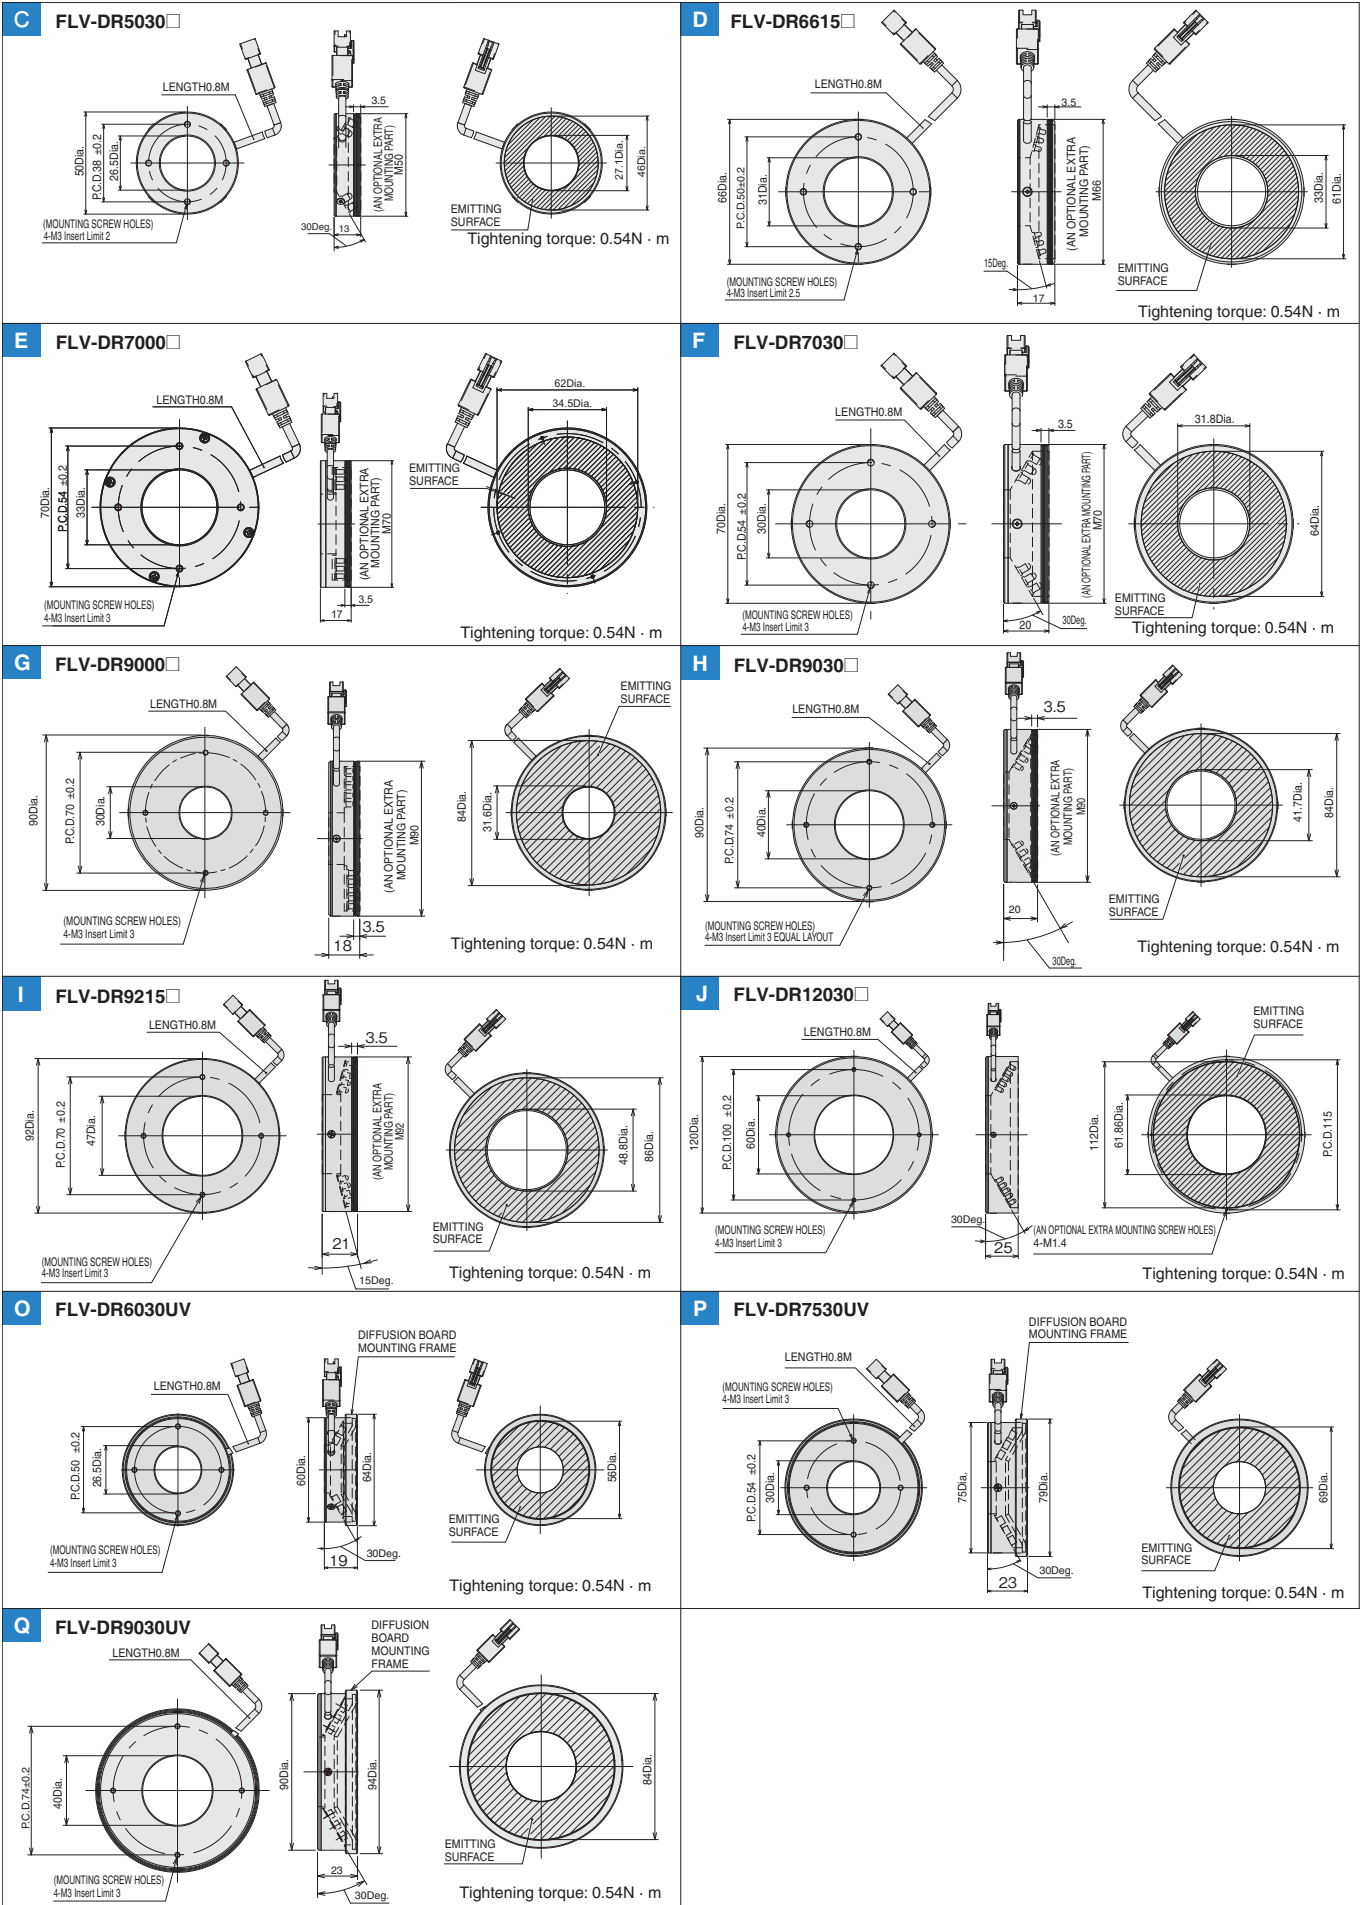 C FLV-DR5030□
LENGTH0.8M
3.5
50Dia.
P.C.D.38 ±0.2
26.5Dia.
(AN OPTIONAL EXTRA
MOUNTING PART)
M50
27.1Dia.
46Dia.
(MOUNTING SCREW HOLES)
4-M3 Insert Limit 2
30Deg.
13
EMITTING
SURFACE
Tightening torque: 0.54N · m
D FLV-DR6615□
LENGTH0.8M
3.5
66Dia.
P.C.D.50±0.2
31Dia.
(AN OPTIONAL EXTRA
MOUNTING PART)
M66
33Dia.
61Dia.
(MOUNTING SCREW HOLES)
4-M3 Insert Limit 2.5
15Deg.
17
EMITTING
SURFACE
Tightening torque: 0.54N · m
E FLV-DR7000□
LENGTH0.8M
62Dia.
34.5Dia.
70Dia.
P.C.D.54 ±0.2
33Dia.
(AN OPTIONAL EXTRA
MOUNTING PART)
M70
EMITTING
SURFACE
(MOUNTING SCREW HOLES)
4-M3 Insert Limit 3
3.5
17
Tightening torque: 0.54N · m
F FLV-DR7030□
LENGTH0.8M
3.5
31.8Dia.
70Dia.
P.C.D.54 ±0.2
30Dia.
(AN OPTIONAL EXTRA MOUNTING PART)
M70
64Dia.
(MOUNTING SCREW HOLES)
4-M3 Insert Limit 3
20
30Deg.
EMITTING
SURFACE
Tightening torque: 0.54N · m
G FLV-DR9000□
LENGTH0.8M
EMITTING
SURFACE
90Dia.
P.C.D.70 ±0.2
30Dia.
(AN OPTIONAL EXTRA
MOUNTING PART)
M90
84Dia.
31.6Dia.
(MOUNTING SCREW HOLES)
4-M3 Insert Limit 3
3.5
18
Tightening torque: 0.54N · m
H FLV-DR9030□
LENGTH0.8M
3.5
90Dia.
P.C.D.74 ±0.2
40Dia.
(AN OPTIONAL EXTRA
MOUNTING PART)
M90
41.7Dia.
84Dia.
(MOUNTING SCREW HOLES)
4-M3 Insert Limit 3 EQUAL LAYOUT
20
30Deg.
EMITTING
SURFACE
Tightening torque: 0.54N · m
I FLV-DR9215□
LENGTH0.8M
3.5
92Dia.
P.C.D.70 ±0.2
47Dia.
(AN OPTIONAL EXTRA
MOUNTING PART)
M92
48.8Dia.
86Dia.
(MOUNTING SCREW HOLES)
4-M3 Insert Limit 3
21
15Deg.
EMITTING
SURFACE
Tightening torque: 0.54N · m
J FLV-DR12030□
LENGTH0.8M
EMITTING
SURFACE
120Dia.
P.C.D.100 ±0.2
60Dia.
112Dia.
61.86Dia.
P.C.D.115
(MOUNTING SCREW HOLES)
4-M3 Insert Limit 3
30Deg.
25
(AN OPTIONAL EXTRA MOUNTING SCREW HOLES)
4-M1.4
Tightening torque: 0.54N · m
O FLV-DR6030UV
DIFFUSION BOARD
MOUNTING FRAME
LENGTH0.8M
P.C.D.50 ±0.2
26.5Dia.
60Dia.
64Dia.
56Dia.
(MOUNTING SCREW HOLES)
4-M3 Insert Limit 3
19
30Deg.
EMITTING
SURFACE
Tightening torque: 0.54N · m
P FLV-DR7530UV
DIFFUSION BOARD
MOUNTING FRAME
LENGTH0.8M
(MOUNTING SCREW HOLES)
4-M3 Insert Limit 3
P.C.D.54 ±0.2
30Dia.
75Dia.
79Dia.
69Dia.
23
30Deg.
EMITTING
SURFACE
Tightening torque: 0.54N · m
Q FLV-DR9030UV
DIFFUSION
BOARD
MOUNTING
FRAME
LENGTH0.8M
P.C.D.74±0.2
40Dia.
90Dia.
94Dia.
84Dia.
(MOUNTING SCREW HOLES)
4-M3 Insert Limit 3
23
30Deg.
EMITTING
SURFACE
Tightening torque: 0.54N · m